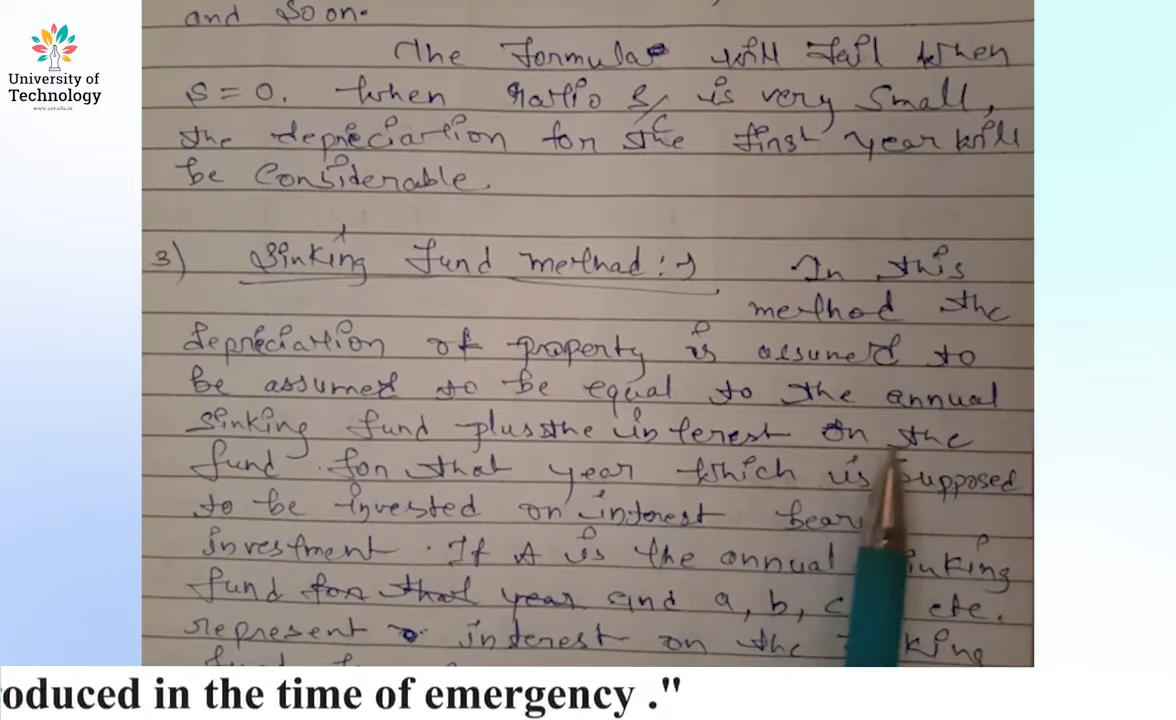 University of
Technology
www.uot.edu.in
and so on.
The formula will fail when
S = 0. When ratio S/C is very small,
the depreciation for the first year will
be considerable.
3) Sinking fund method :-) In this
method the
depreciation of property is assumed to
be assumed to be equal to the annual
sinking fund plus the interest on the
fund for that year which is supposed
to be invested on interest bear
investment. If A is the annual inking
fund for that year and a, b, c etc.
represent interest on the king
oduced in the time of emergency ."